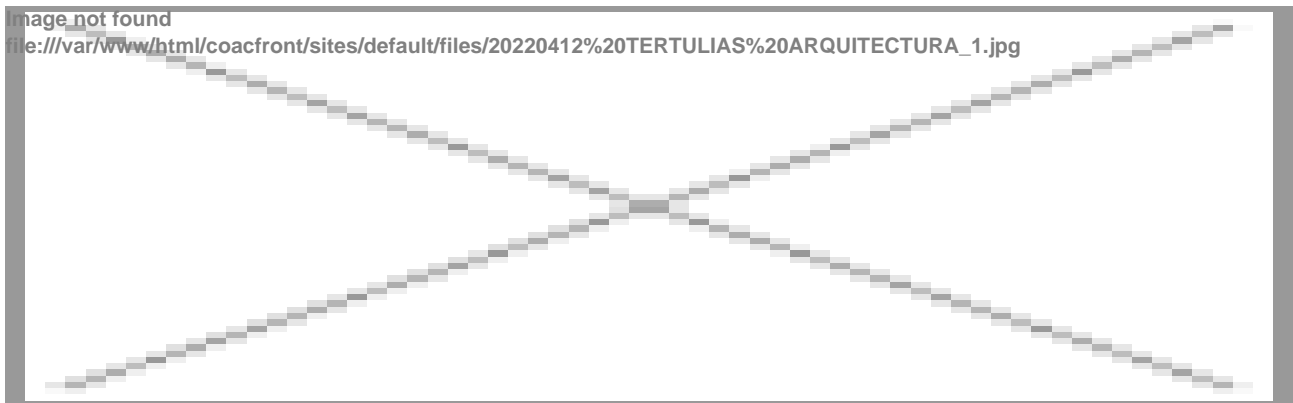 Image not found
file:///var/www/html/coacfront/sites/default/files/20220412%20TERTULIAS%20ARQUITECTURA_1.jpg